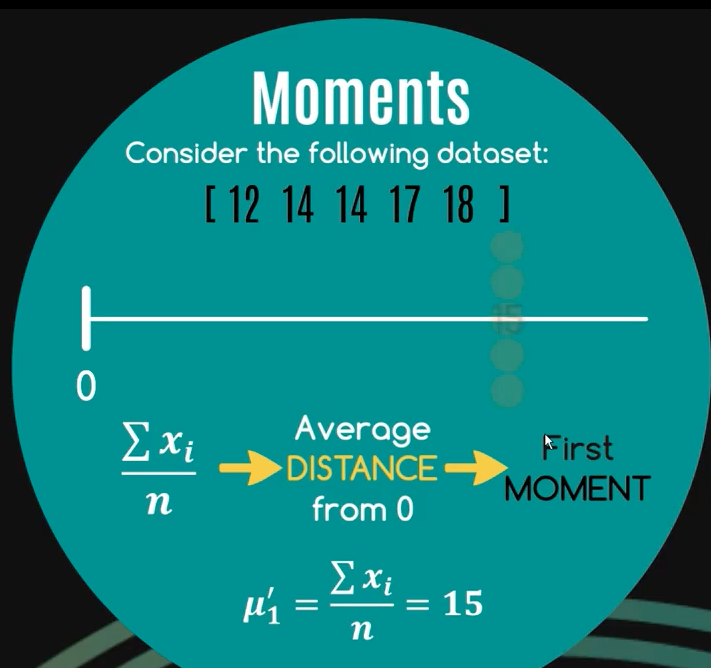 Moments
Consider the following dataset:
[ 12 14 14 17 18 ]
15
0
∑ xᵢ
n
Average
DISTANCE
from 0
First
MOMENT
μ′₁ = ∑ xᵢ / n = 15